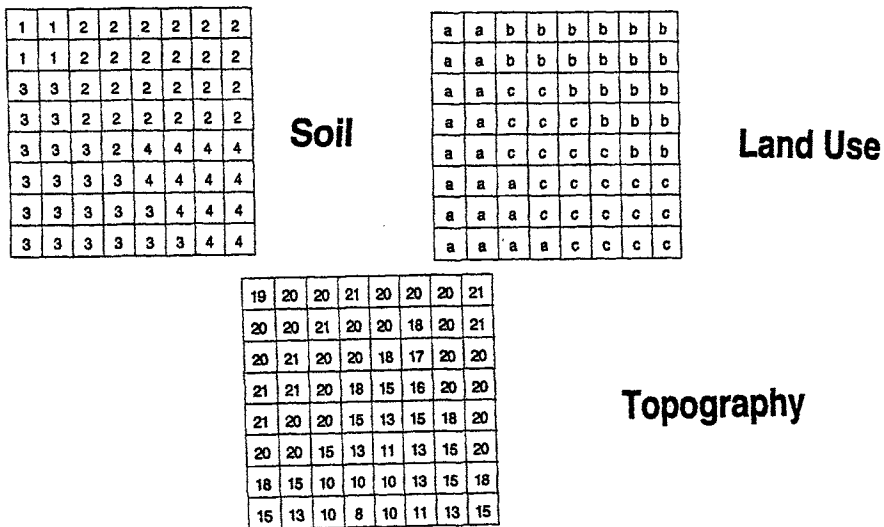 1 1 2 2 2 2 2 2
1 1 2 2 2 2 2 2
3 3 2 2 2 2 2 2
3 3 2 2 2 2 2 2
3 3 3 2 4 4 4 4
3 3 3 3 4 4 4 4
3 3 3 3 3 4 4 4
3 3 3 3 3 3 4 4
Soil
a a b b b b b b
a a b b b b b b
a a c c b b b b
a a c c c b b b
a a c c c c b b
a a a c c c c c
a a a c c c c c
a a a a c c c c
Land Use
19 20 20 21 20 20 20 21
20 20 21 20 20 18 20 21
20 21 20 20 18 17 20 20
21 21 20 18 15 16 20 20
21 20 20 15 13 15 18 20
20 20 15 13 11 13 15 20
18 15 10 10 10 13 15 18
15 13 10 8 10 11 13 15
Topography